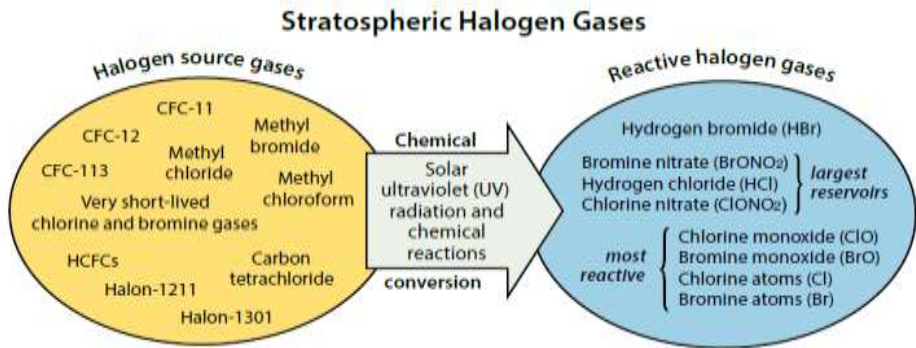 Stratospheric Halogen Gases
Halogen source gases
CFC-11
CFC-12
Methyl
bromide
CFC-113
Methyl
chloride
Methyl
chloroform
Very short-lived
chlorine and bromine gases
HCFCs
Carbon
tetrachloride
Halon-1211
Halon-1301
Chemical
Solar
ultraviolet (UV)
radiation and
chemical
reactions
conversion
Reactive halogen gases
Hydrogen bromide (HBr)
Bromine nitrate (BrONO₂)
Hydrogen chloride (HCl)
Chlorine nitrate (ClONO₂)
largest
reservoirs
most
reactive
Chlorine monoxide (ClO)
Bromine monoxide (BrO)
Chlorine atoms (Cl)
Bromine atoms (Br)